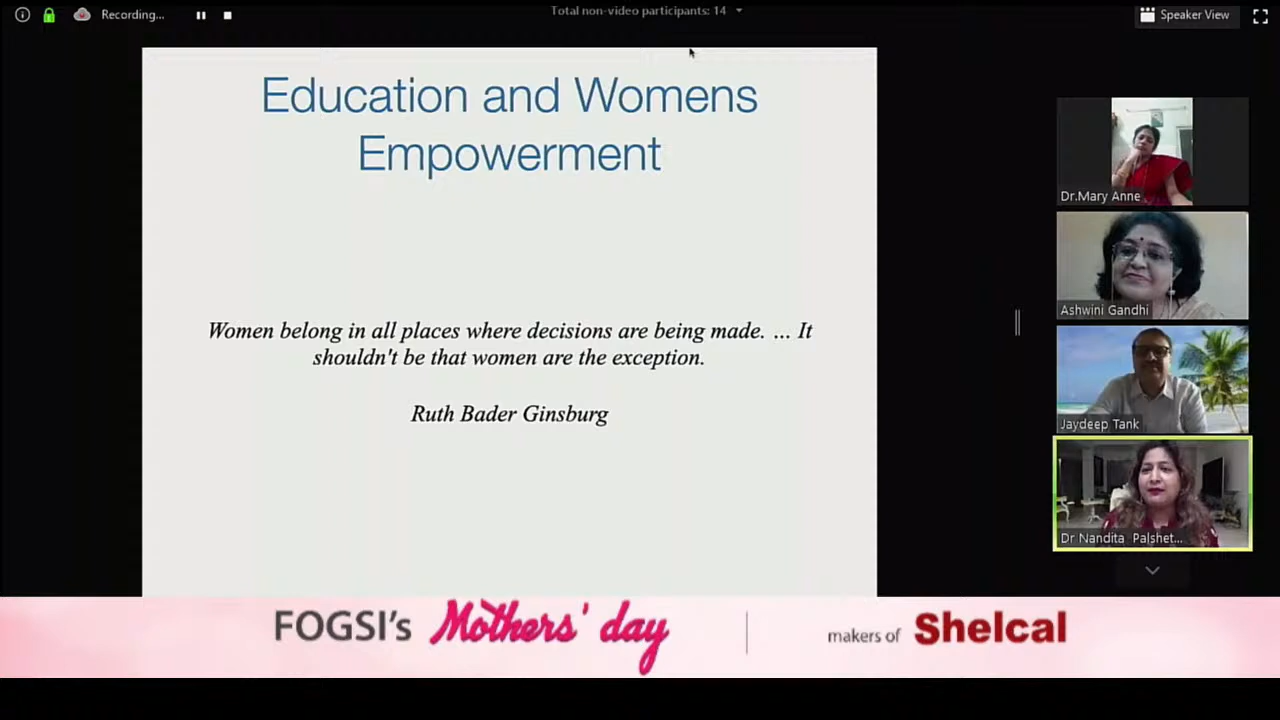 Recording...
Total non-video participants: 14
Speaker View
Education and Womens
Empowerment
Women belong in all places where decisions are being made. ... It
shouldn't be that women are the exception.
Ruth Bader Ginsburg
Dr.Mary Anne
Ashwini Gandhi
Jaydeep Tank
Dr Nandita Palshet...
FOGSI's Mothers' day
makers of Shelcal